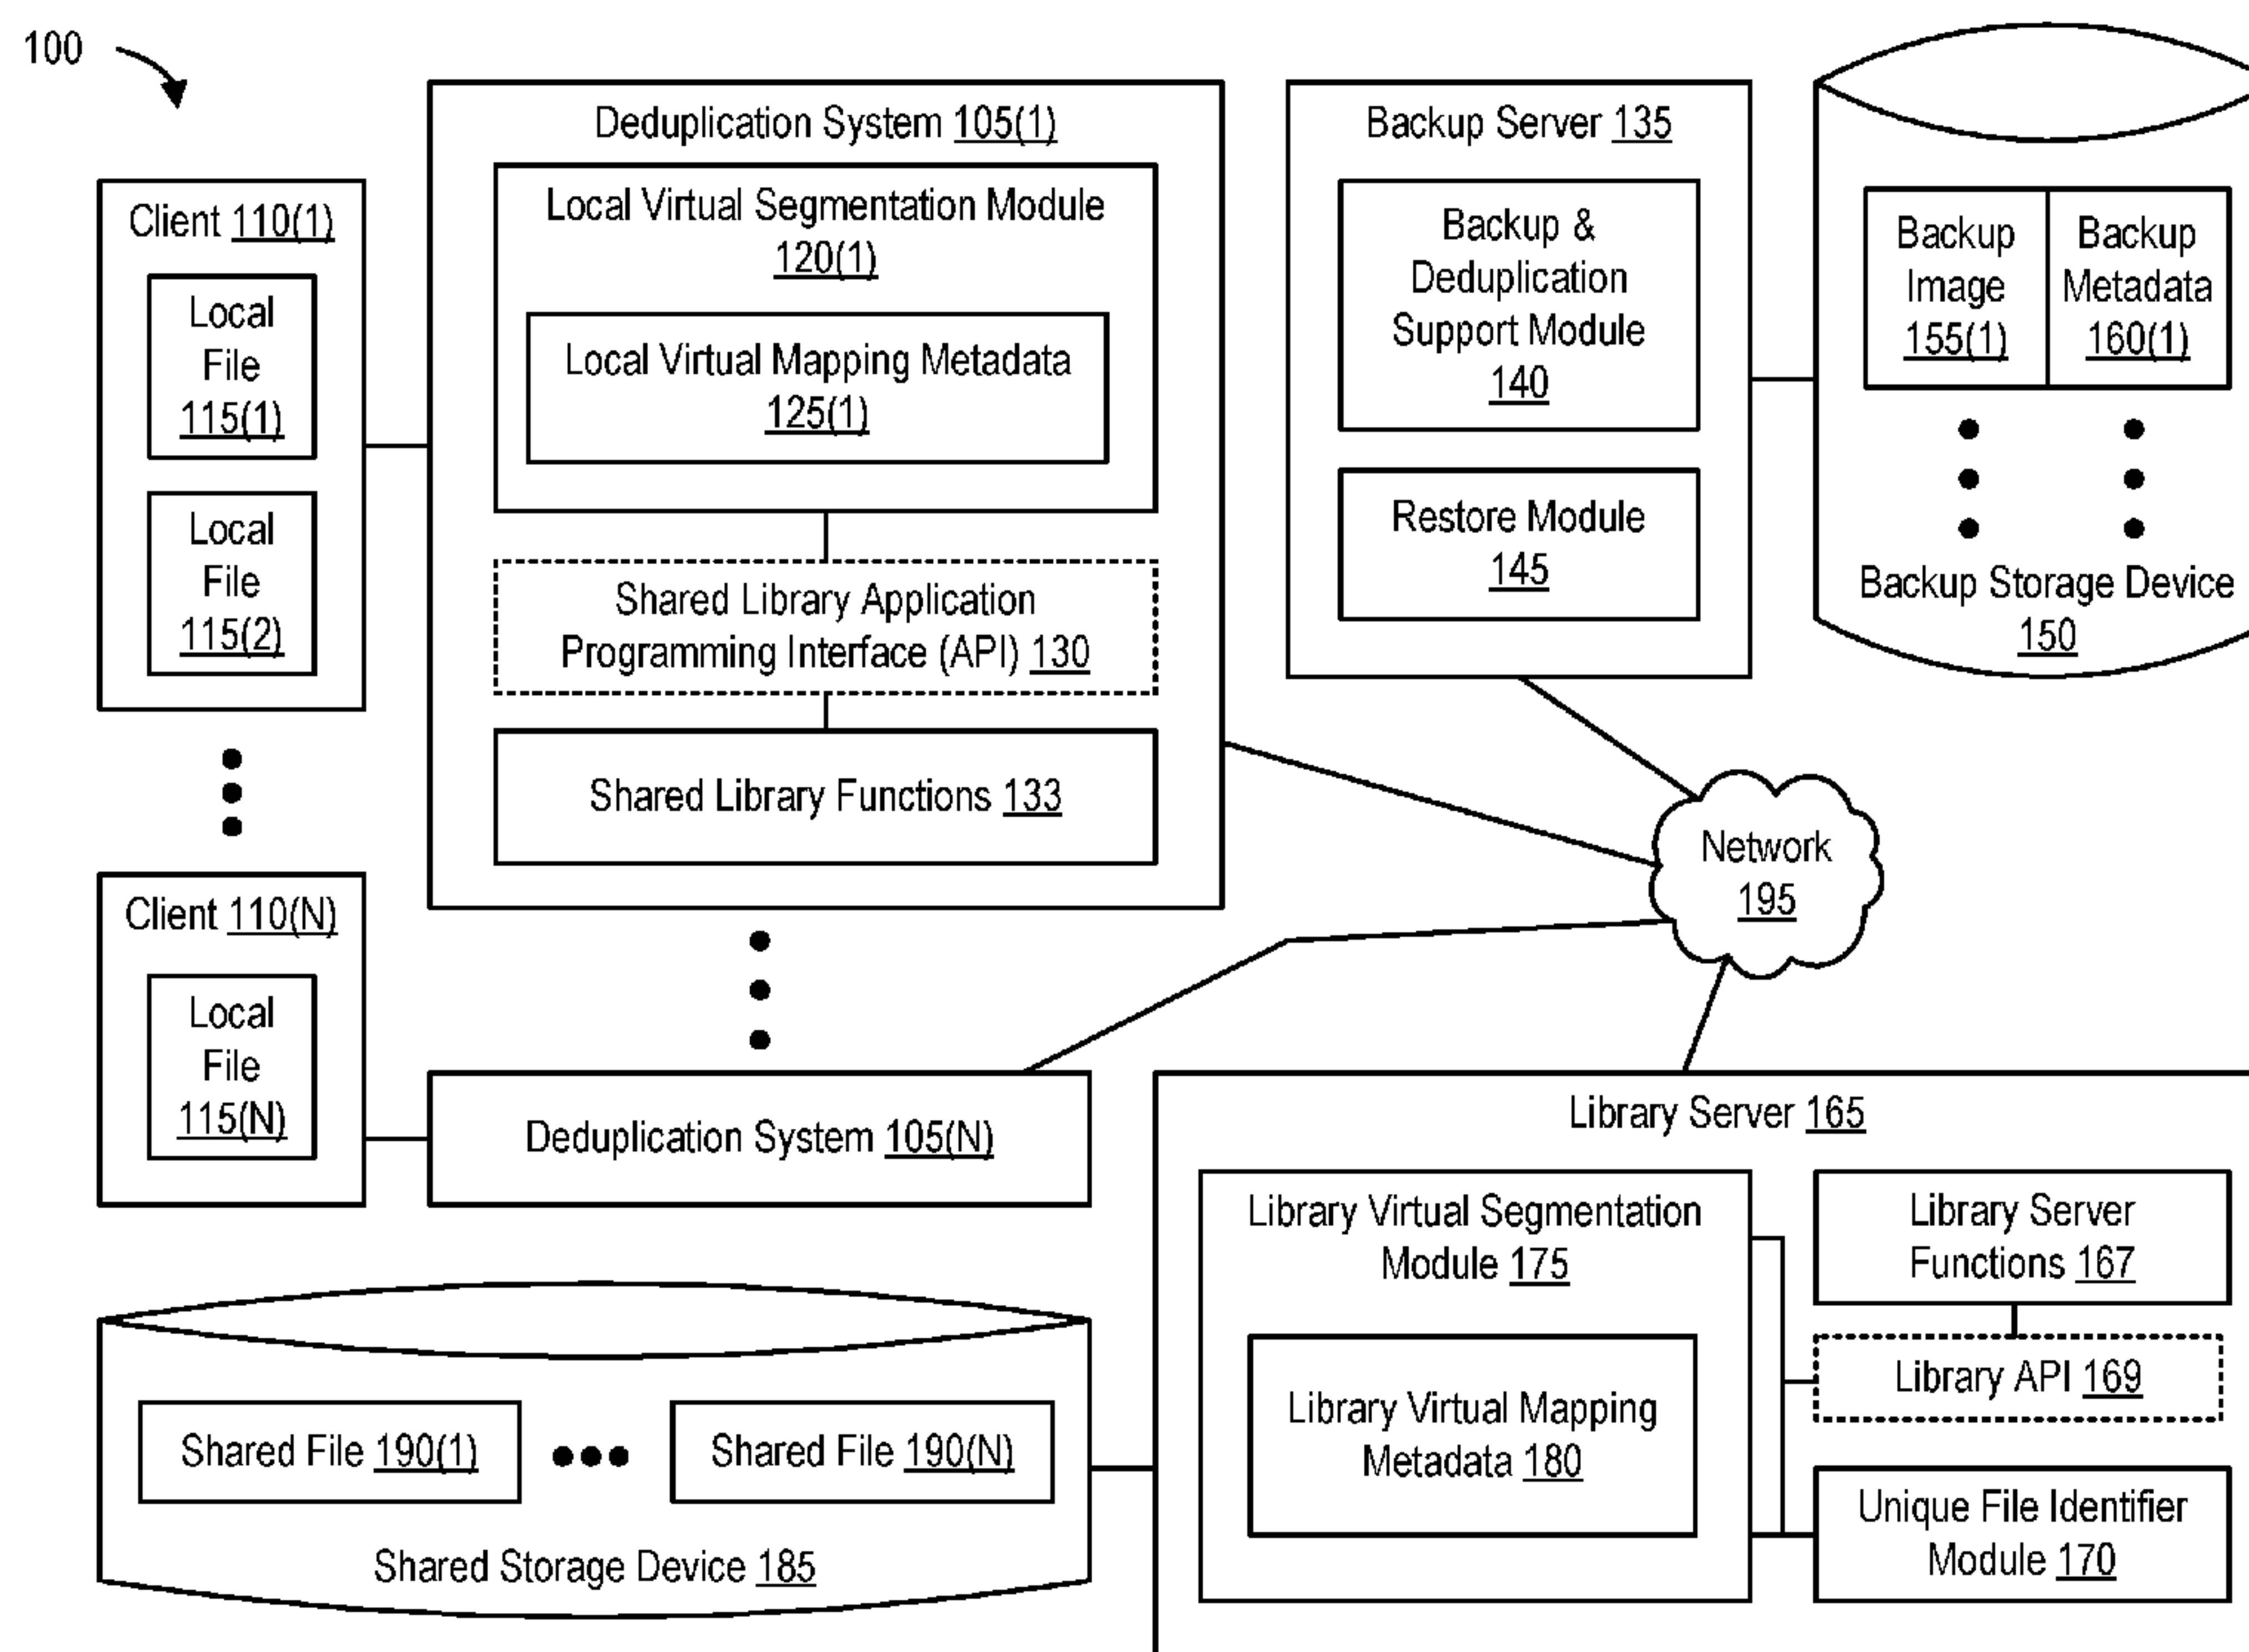 100
Deduplication System 105(1)
Local Virtual Segmentation Module
120(1)
Local Virtual Mapping Metadata
125(1)
Shared Library Application
Programming Interface (API) 130
Shared Library Functions 133
Client 110(1)
Local
File
115(1)
Local
File
115(2)
Client 110(N)
Local
File
115(N)
Deduplication System 105(N)
Backup Server 135
Backup &
Deduplication
Support Module
140
Restore Module
145
Backup
Image
155(1)
Backup
Metadata
160(1)
Backup Storage Device
150
Network
195
Library Server 165
Library Virtual Segmentation
Module 175
Library Virtual Mapping
Metadata 180
Library Server
Functions 167
Library API 169
Unique File Identifier
Module 170
Shared File 190(1)
Shared File 190(N)
Shared Storage Device 185